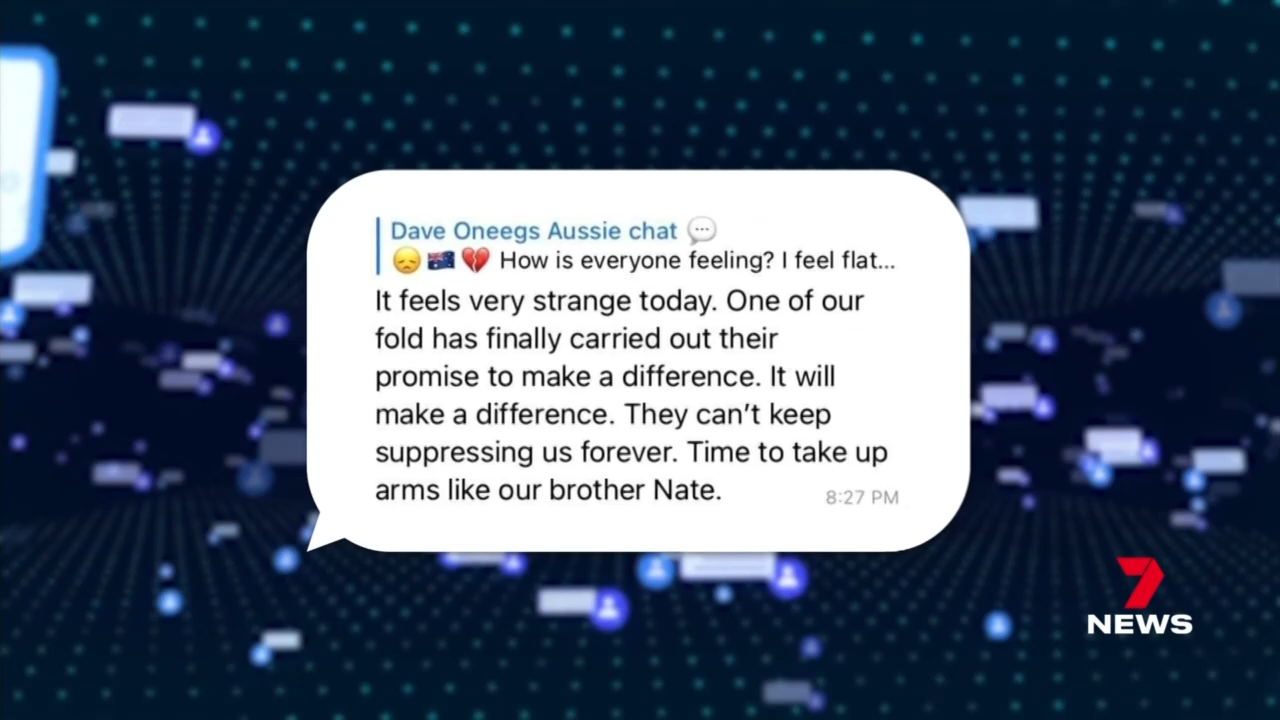 Dave Oneegs Aussie chat 💬
😞🇦🇺💔 How is everyone feeling? I feel flat...
It feels very strange today. One of our
fold has finally carried out their
promise to make a difference. It will
make a difference. They can’t keep
suppressing us forever. Time to take up
arms like our brother Nate.
8:27 PM
7
NEWS